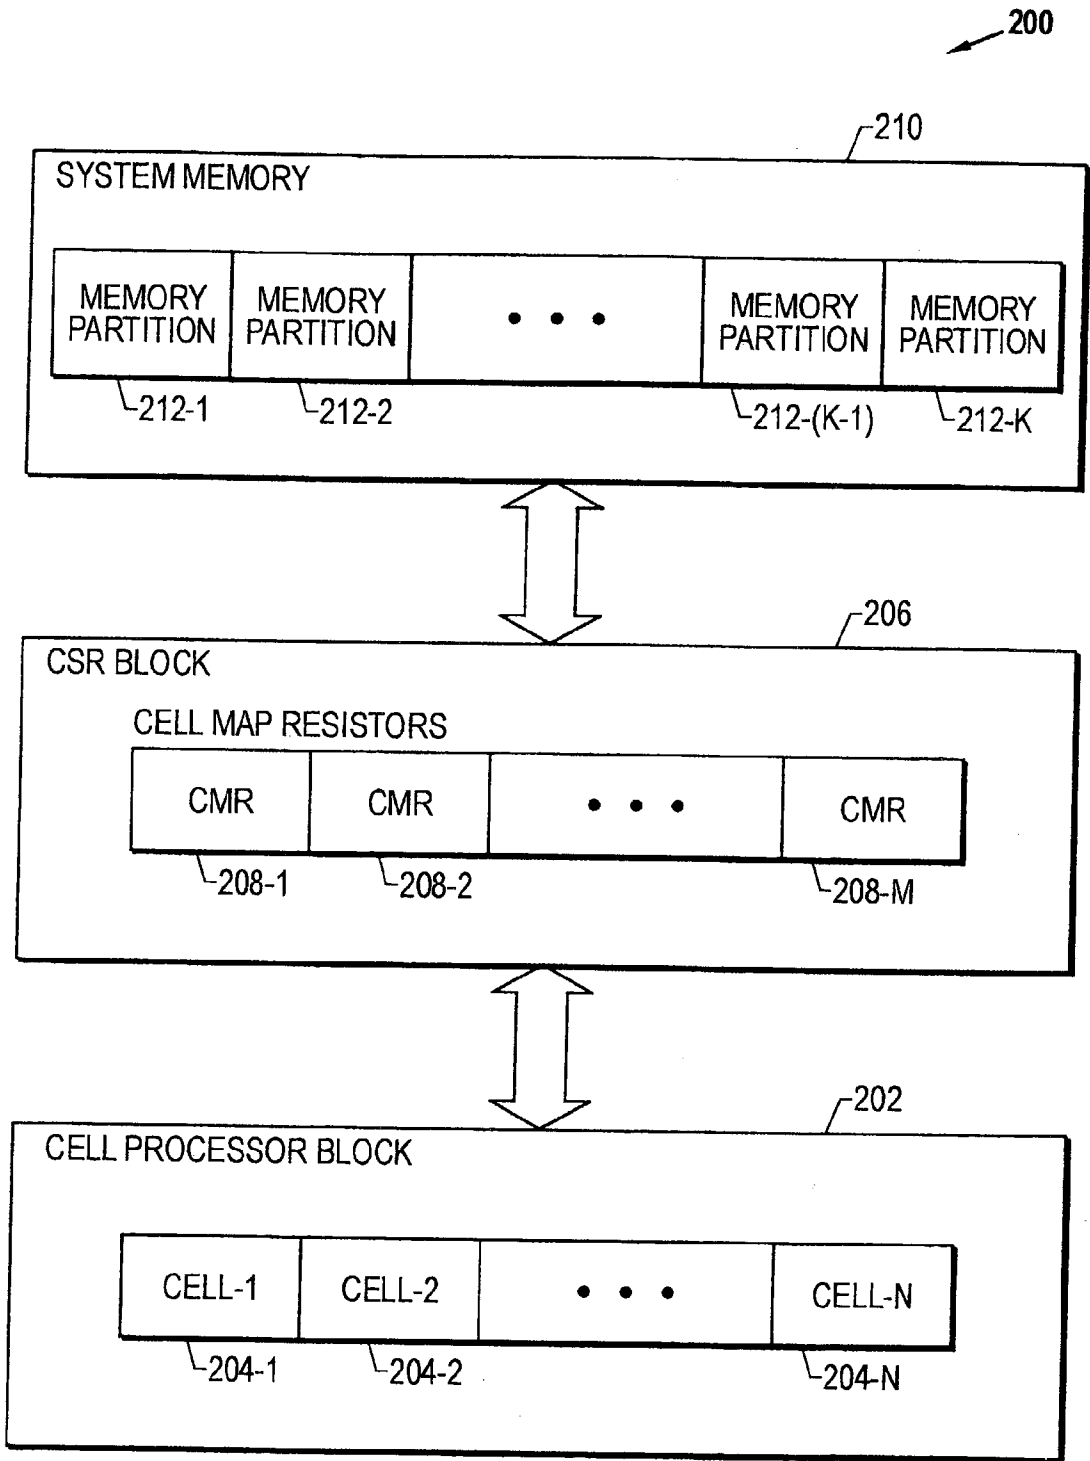 200
210
SYSTEM MEMORY
MEMORY PARTITION
MEMORY PARTITION
• • •
MEMORY PARTITION
MEMORY PARTITION
212-1
212-2
212-(K-1)
212-K
206
CSR BLOCK
CELL MAP RESISTORS
CMR
CMR
• • •
CMR
208-1
208-2
208-M
202
CELL PROCESSOR BLOCK
CELL-1
CELL-2
• • •
CELL-N
204-1
204-2
204-N